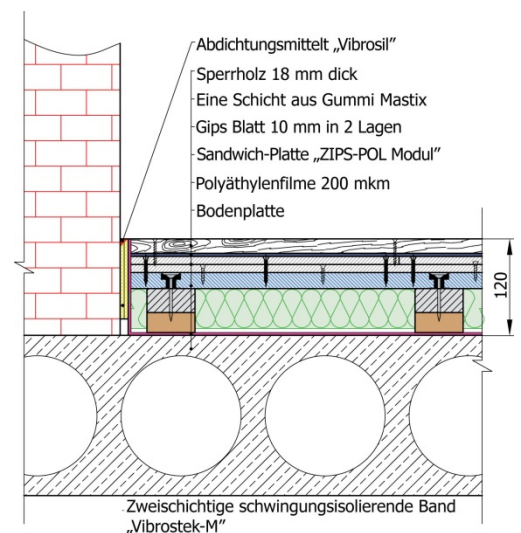 Abdichtungsmittelt „Vibrosil”
Sperrholz 18 mm dick
Eine Schicht aus Gummi Mastix
Gips Blatt 10 mm in 2 Lagen
Sandwich-Platte „ZIPS-POL Modul”
Polyäthylenfilme 200 mkm
Bodenplatte
120
Zweischichtige schwingungsisolierende Band
„Vibrostek-M”